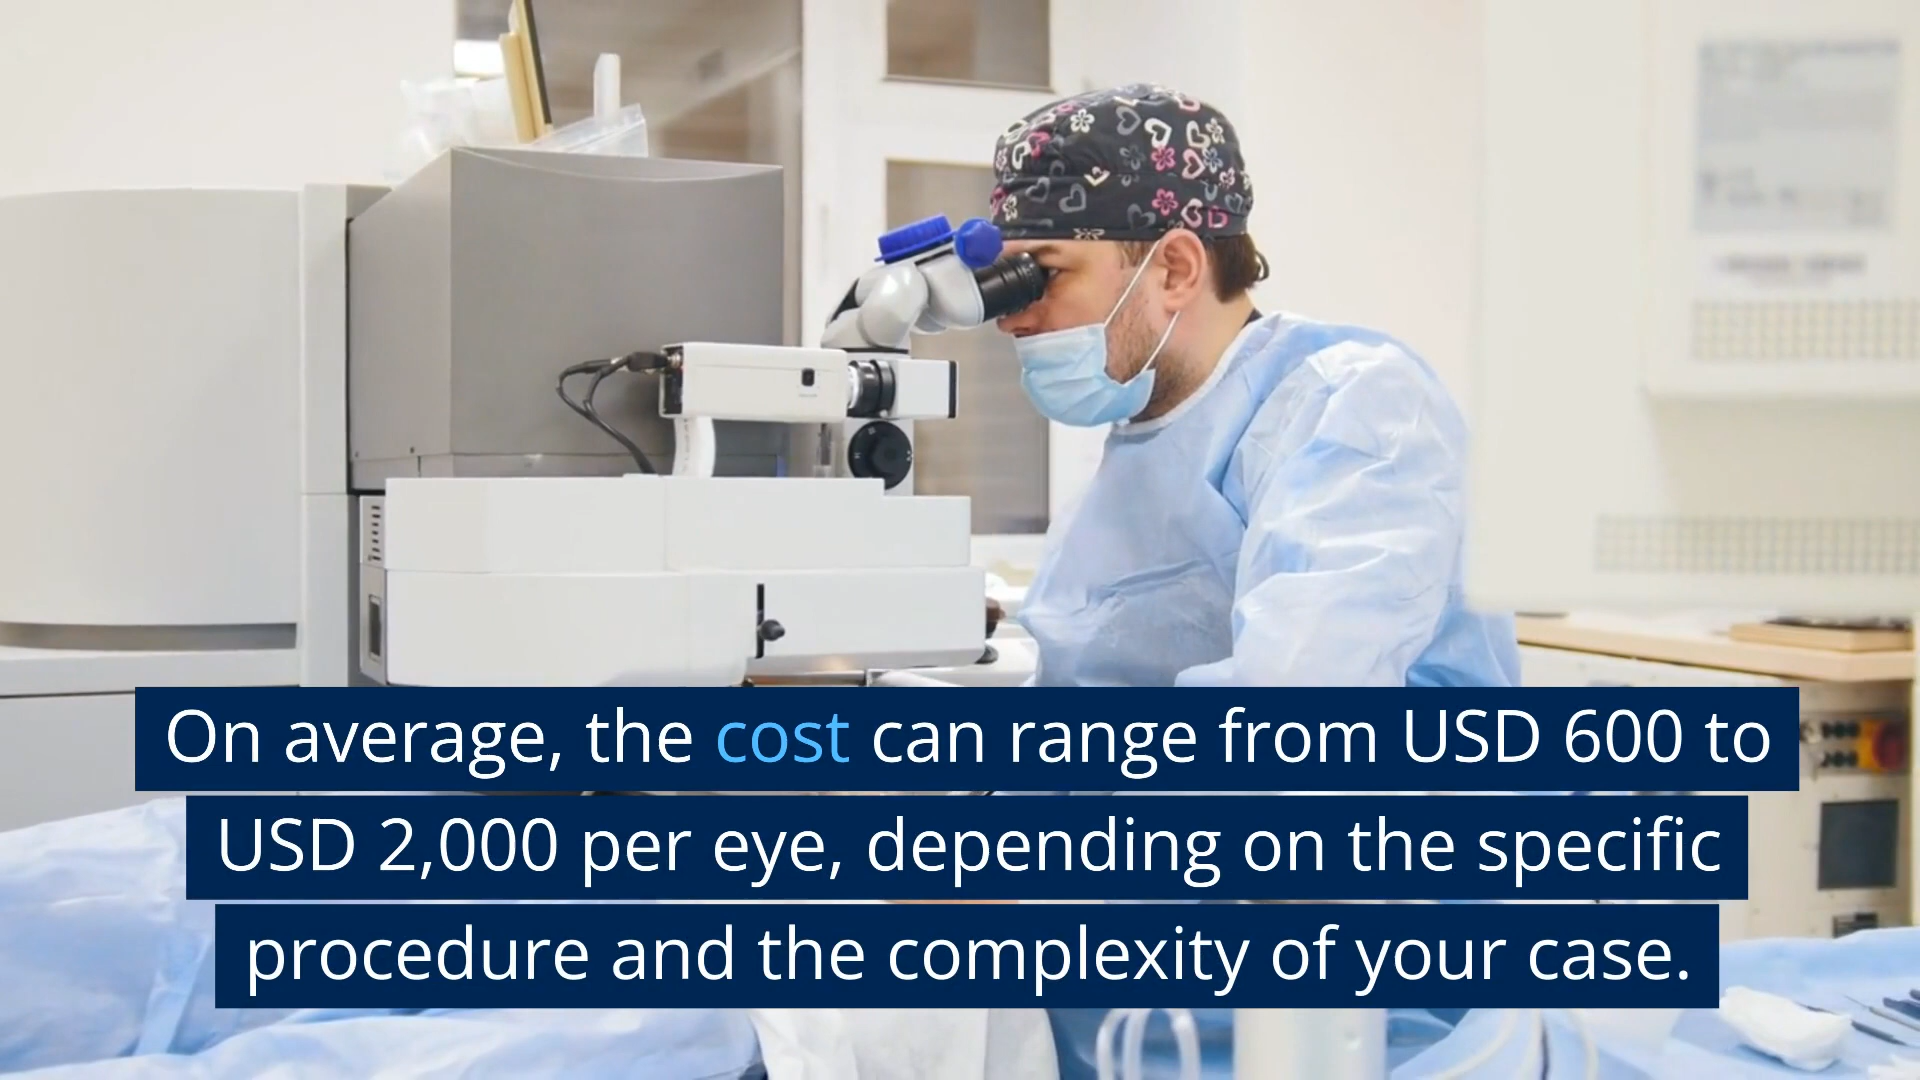 On average, the cost can range from USD 600 to
USD 2,000 per eye, depending on the specific
procedure and the complexity of your case.